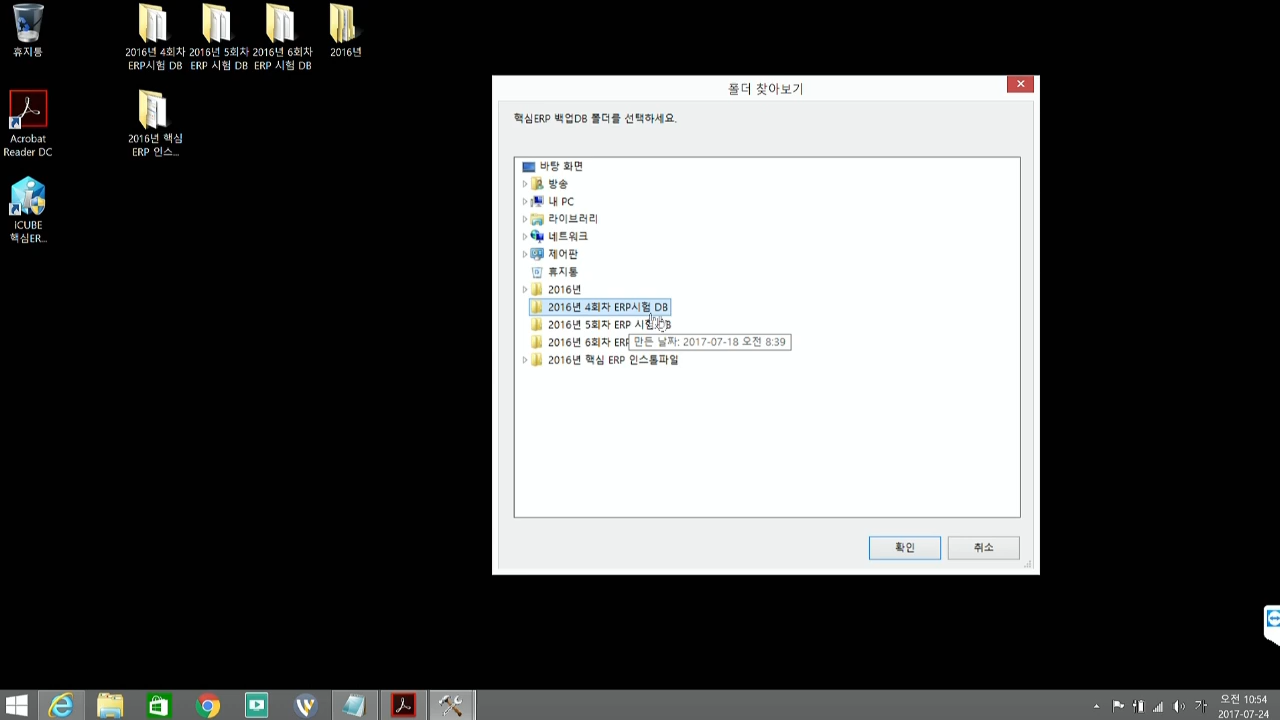 휴지통
2016년 4회차 ERP시험 DB
2016년 5회차 ERP 시험 DB
2016년 6회차 ERP 시험 DB
2016년
Acrobat Reader DC
2016년 핵심 ERP 인스...
iCUBE 핵심ER...
폴더 찾아보기
핵심ERP 백업DB 폴더를 선택하세요.
바탕 화면
방송
내 PC
라이브러리
네트워크
제어판
휴지통
2016년
2016년 4회차 ERP시험 DB
2016년 5회차 ERP 시험 DB
2016년 6회차 ERP
만든 날짜: 2017-07-18 오전 8:39
2016년 핵심 ERP 인스톨파일
확인
취소
가
오전 10:54
2017-07-24